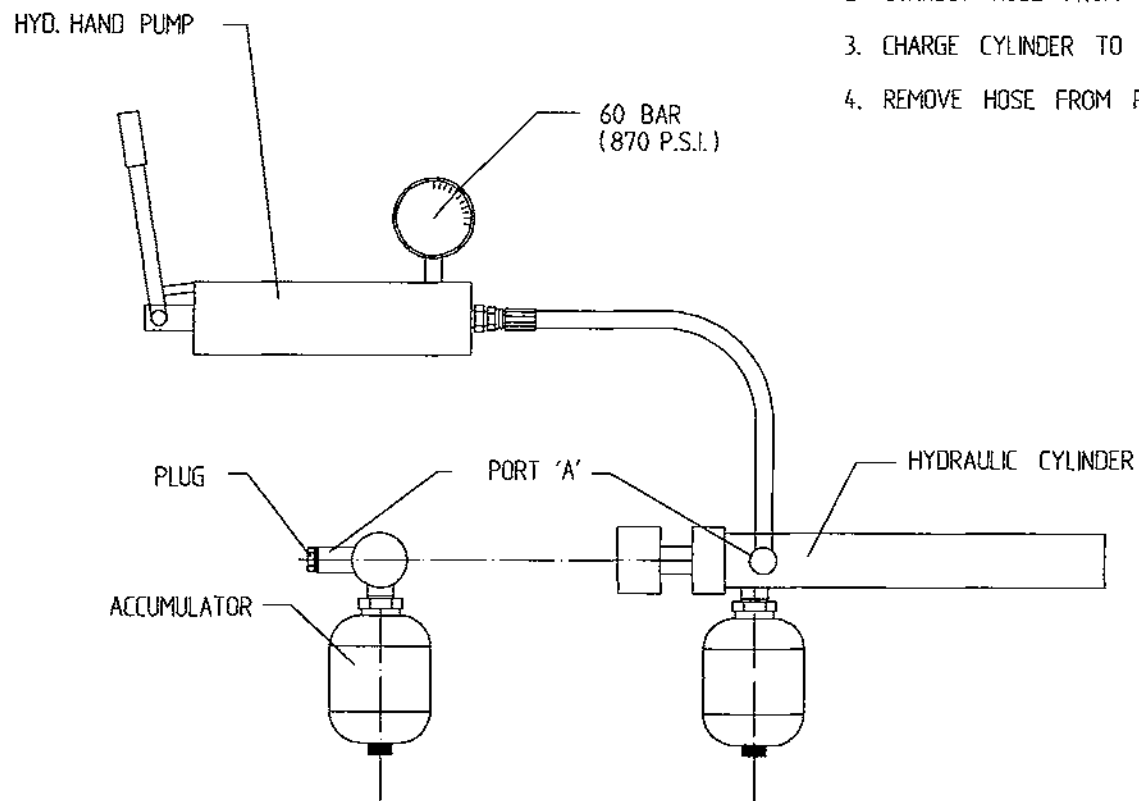 HYD. HAND PUMP
3. CHARGE CYLINDER TO
4. REMOVE HOSE FROM
60 BAR
(870 P.S.I.)
PLUG
PORT 'A'
HYDRAULIC CYLINDER
ACCUMULATOR